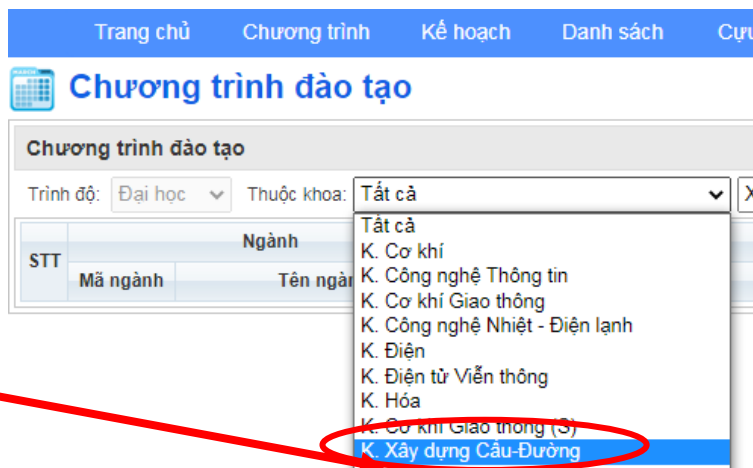 Trang chủ Chương trình Kế hoạch Danh sách Cựu
Chương trình đào tạo
Chương trình đào tạo
Trình độ: Đại học Thuộc khoa: Tất cả X
STT Ngành
Mã ngành Tên ngàn
Tất cả
K. Cơ khí
K. Công nghệ Thông tin
K. Cơ khí Giao thông
K. Công nghệ Nhiệt - Điện lạnh
K. Điện
K. Điện tử Viễn thông
K. Hóa
K. Cơ khí Giao thông (S)
K. Xây dựng Cầu-Đường